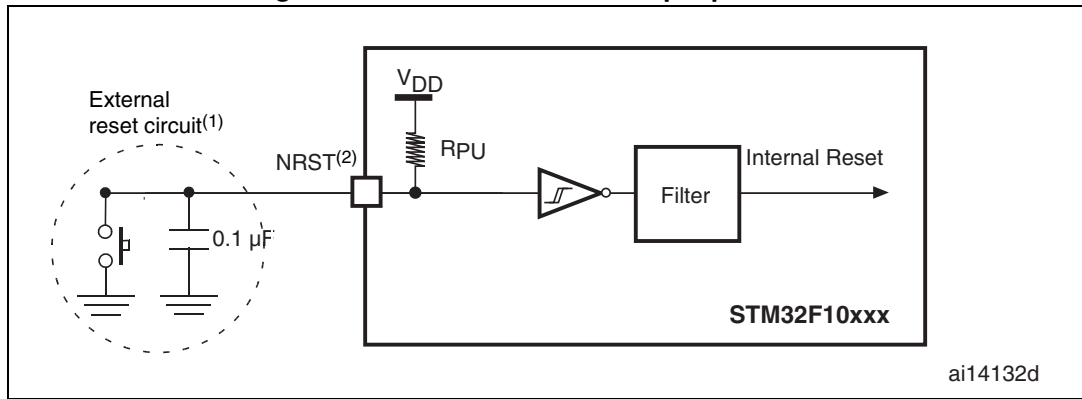 External
reset circuit(1)
VDD
NRST(2)
RPU
Internal Reset
Filter
0.1 µF
STM32F10xxx
ai14132d